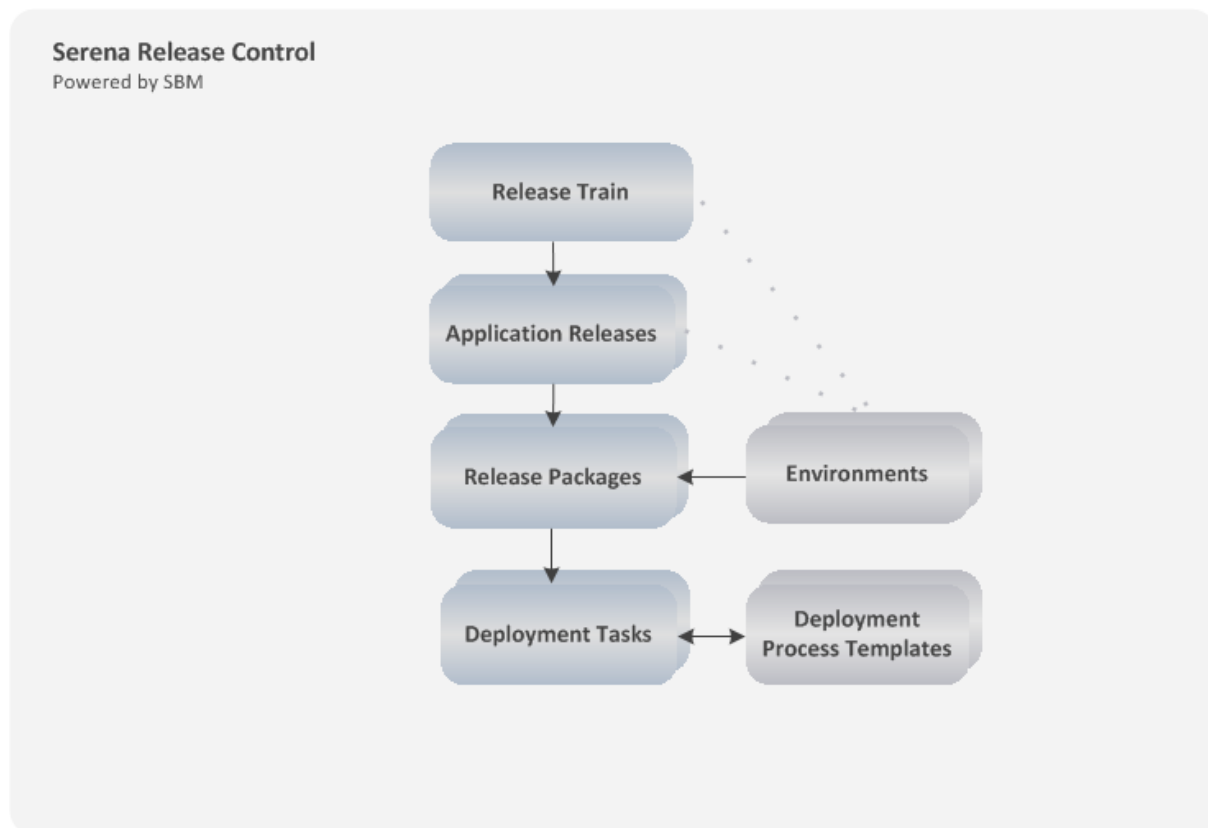 Serena Release Control
Powered by SBM
Release Train
Application Releases
Release Packages
Environments
Deployment Tasks
Deployment
Process Templates